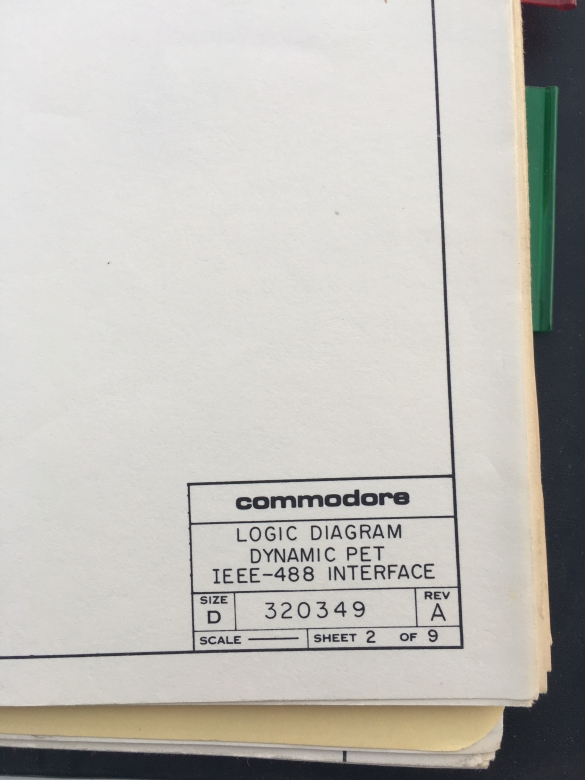 commodore
LOGIC DIAGRAM
DYNAMIC PET
IEEE-488 INTERFACE
SIZE REV
D 320349 A
SCALE SHEET 2 OF 9